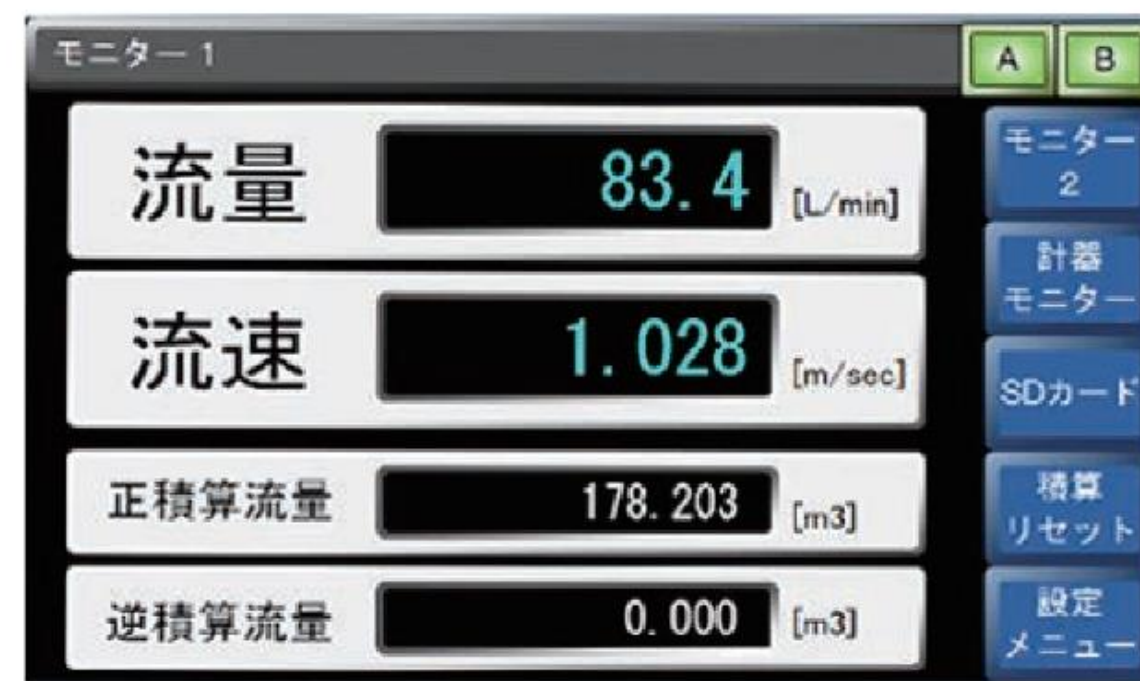 モニター 1
A
B
流量 83.4 [L/min]
流速 1.028 [m/sec]
正積算流量 178.203 [m3]
逆積算流量 0.000 [m3]
モニター
2
計器
モニター
SDカード
積算
リセット
設定
メニュー